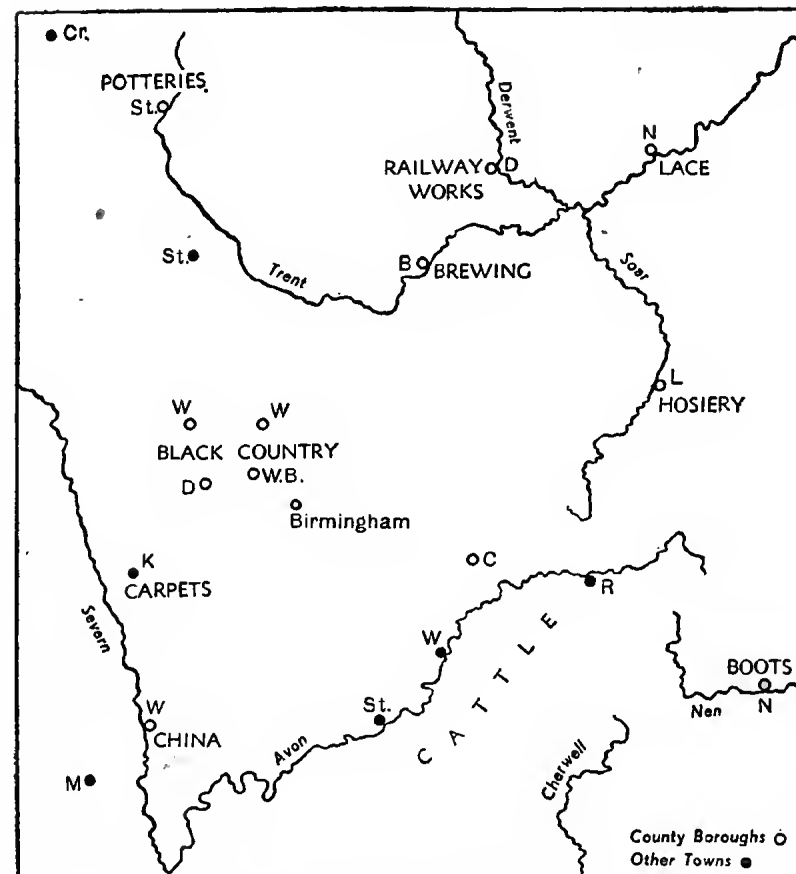 Cr.
POTTERIES
St.
Derwent
N
LACE
RAILWAY
WORKS
D
St.
Trent
B
BREWING
Soar
L
HOSIERY
W
W
BLACK COUNTRY
D
W.B.
Birmingham
K
CARPETS
C
R
Severn
W
CATTLE
BOOTS
N
Nen
W
CHINA
St.
Avon
Cherwell
M
County Boroughs
Other Towns